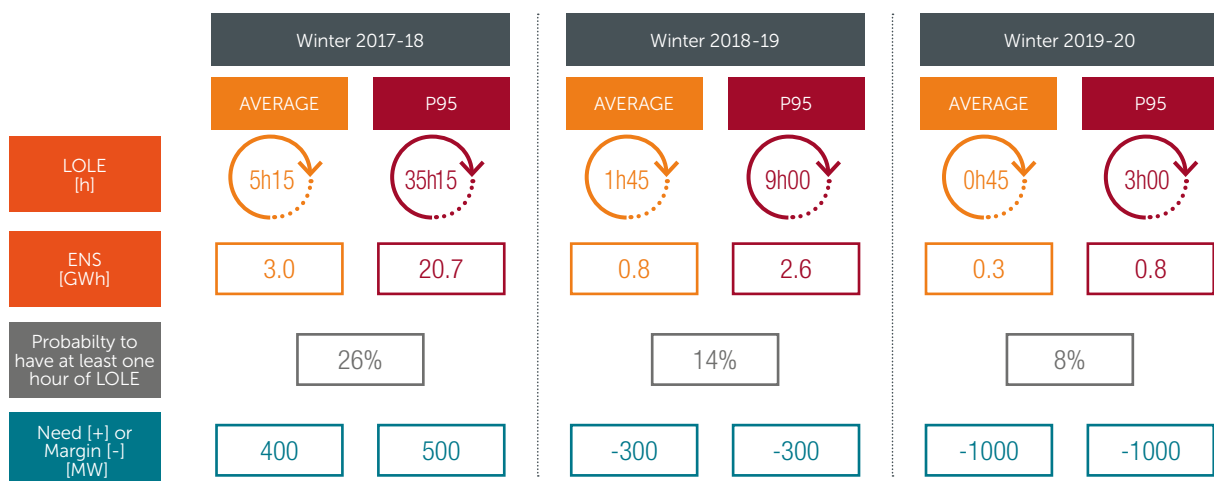 Winter 2017-18
Winter 2018-19
Winter 2019-20
AVERAGE
P95
AVERAGE
P95
AVERAGE
P95
LOLE
[h]
5h15
35h15
1h45
9h00
0h45
3h00
ENS
[GWh]
3.0
20.7
0.8
2.6
0.3
0.8
Probabilty to
have at least one
hour of LOLE
26%
14%
8%
Need [+] or
Margin [-]
[MW]
400
500
-300
-300
-1000
-1000